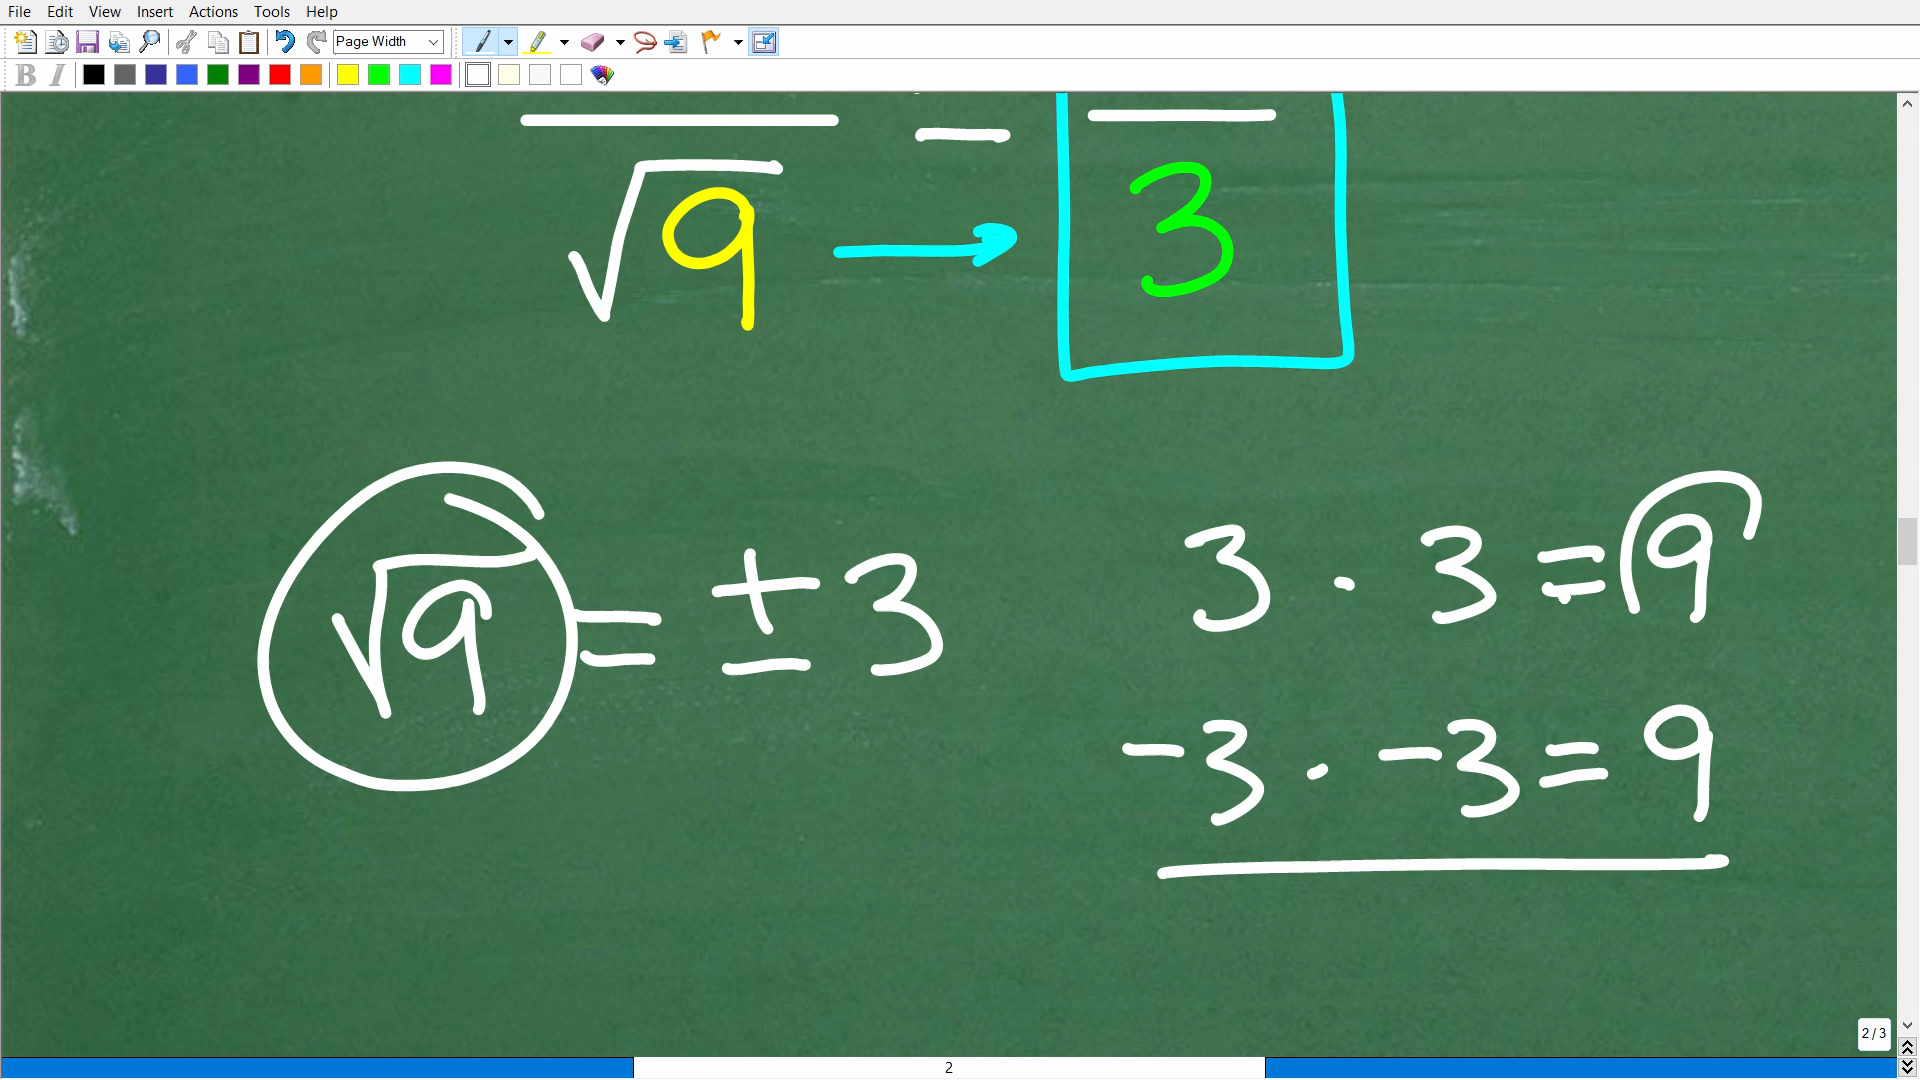 File Edit View Insert Actions Tools Help
Page Width
B I
√9 → 3
√9 = ±3
3 · 3 = 9
-3 · -3 = 9
2 / 3
2